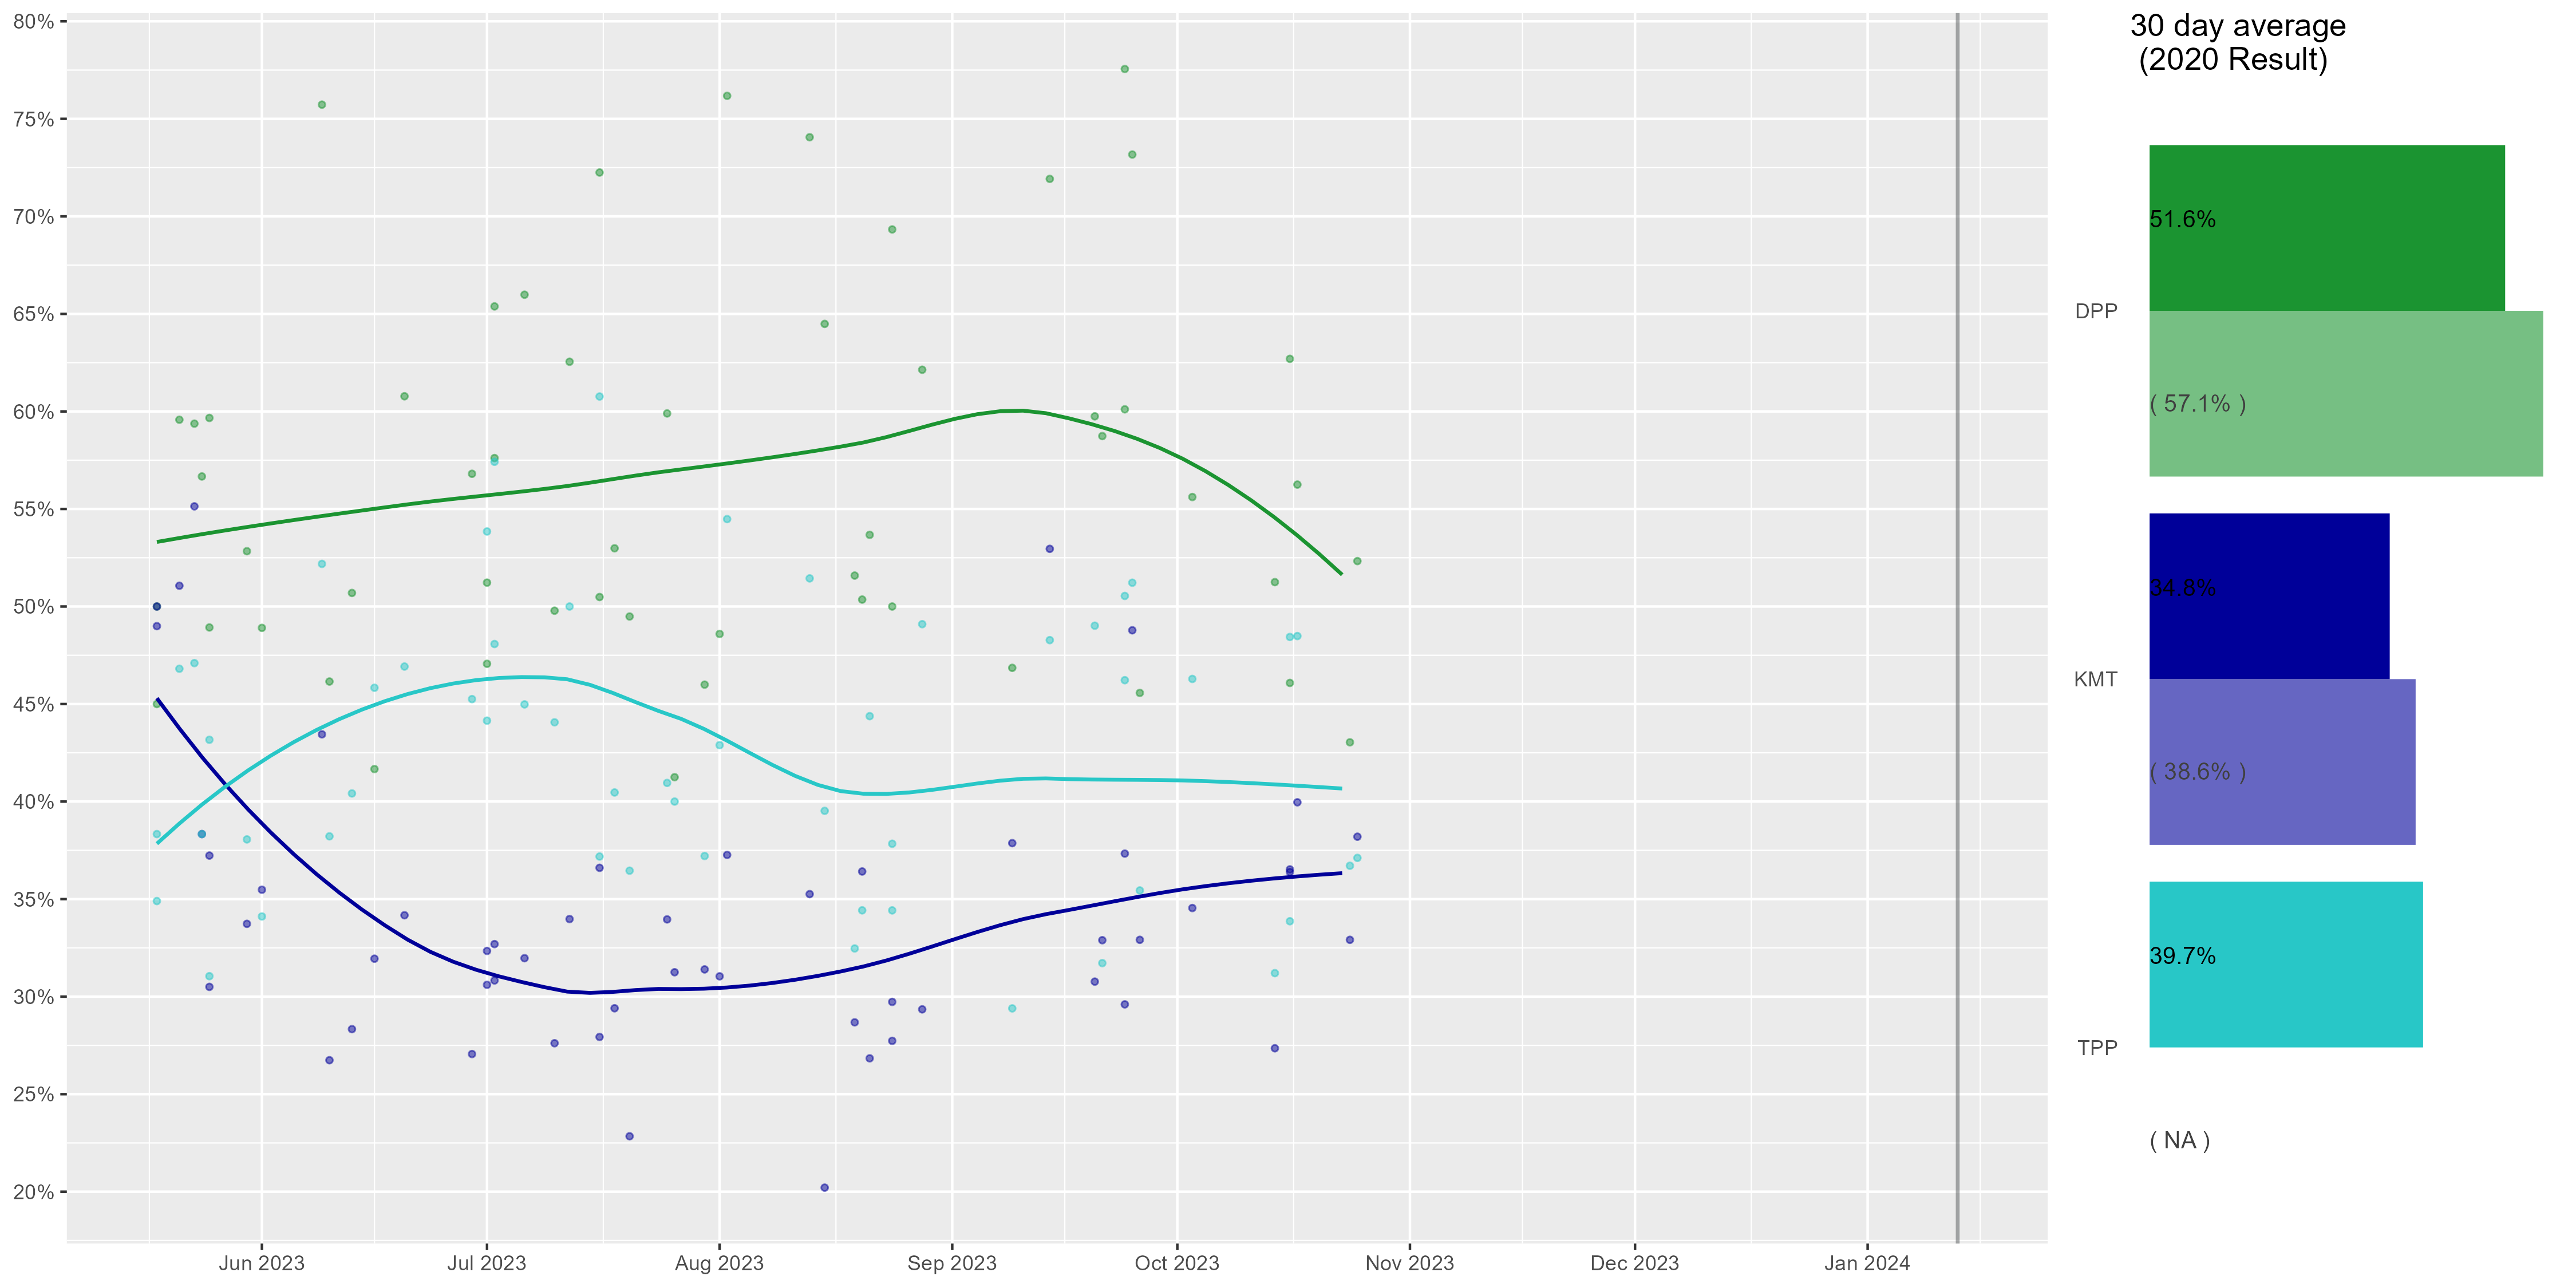 80%
75%
70%
65%
60%
55%
50%
45%
40%
35%
30%
25%
20%
Jun 2023
Jul 2023
Aug 2023
Sep 2023
Oct 2023
Nov 2023
Dec 2023
Jan 2024
30 day average
(2020 Result)
DPP
51.6%
( 57.1% )
KMT
34.8%
( 38.6% )
TPP
39.7%
( NA )